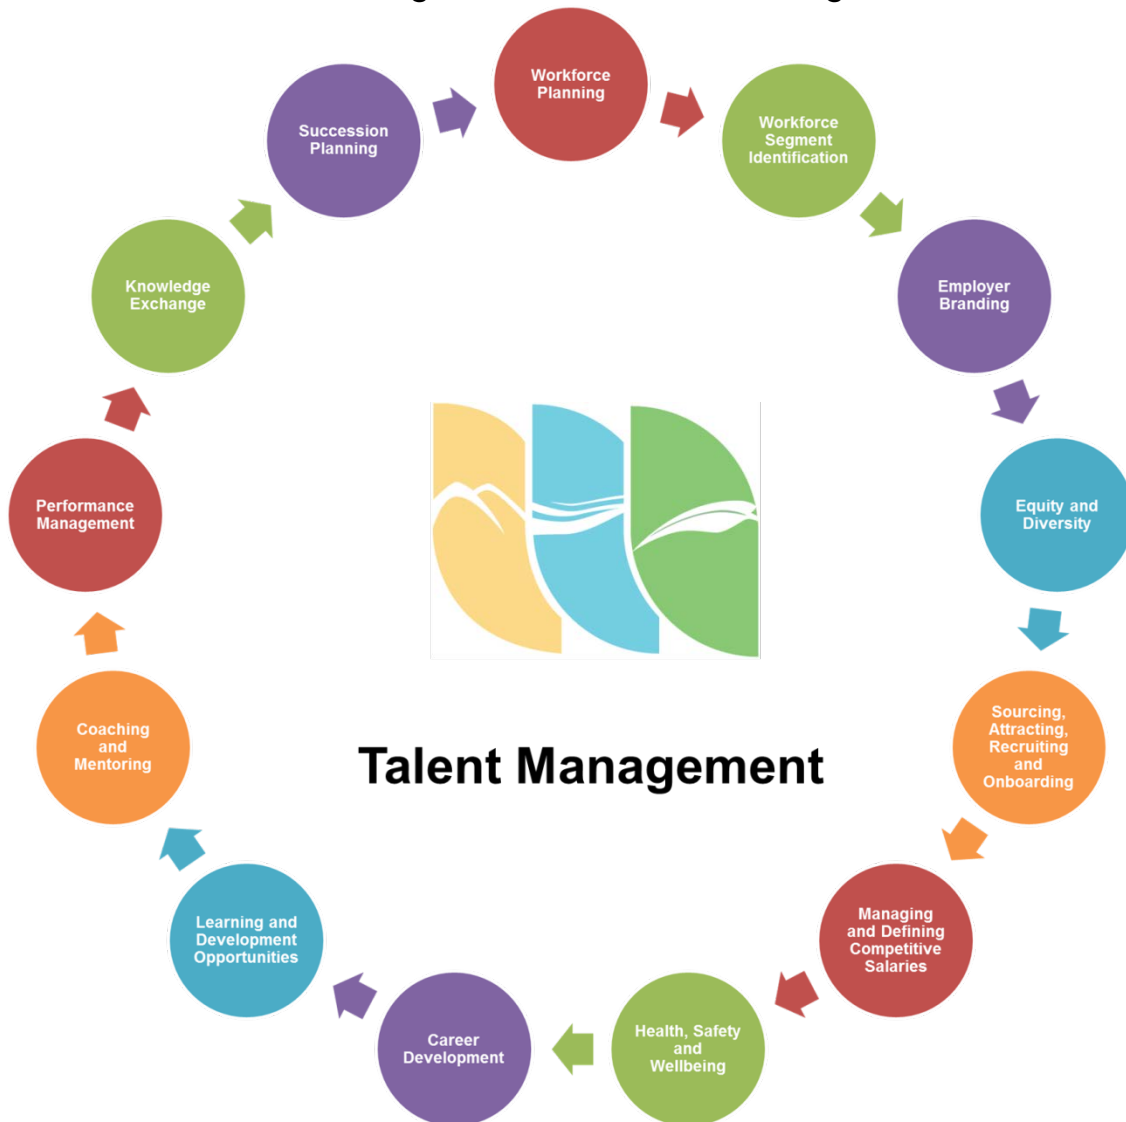 Workforce
Planning
Workforce
Segment
Identification
Employer
Branding
Equity and
Diversity
Sourcing,
Attracting,
Recruiting
and
Onboarding
Managing
and Defining
Competitive
Salaries
Health, Safety
and
Wellbeing
Career
Development
Learning and
Development
Opportunities
Coaching
and
Mentoring
Performance
Management
Knowledge
Exchange
Succession
Planning
Talent Management